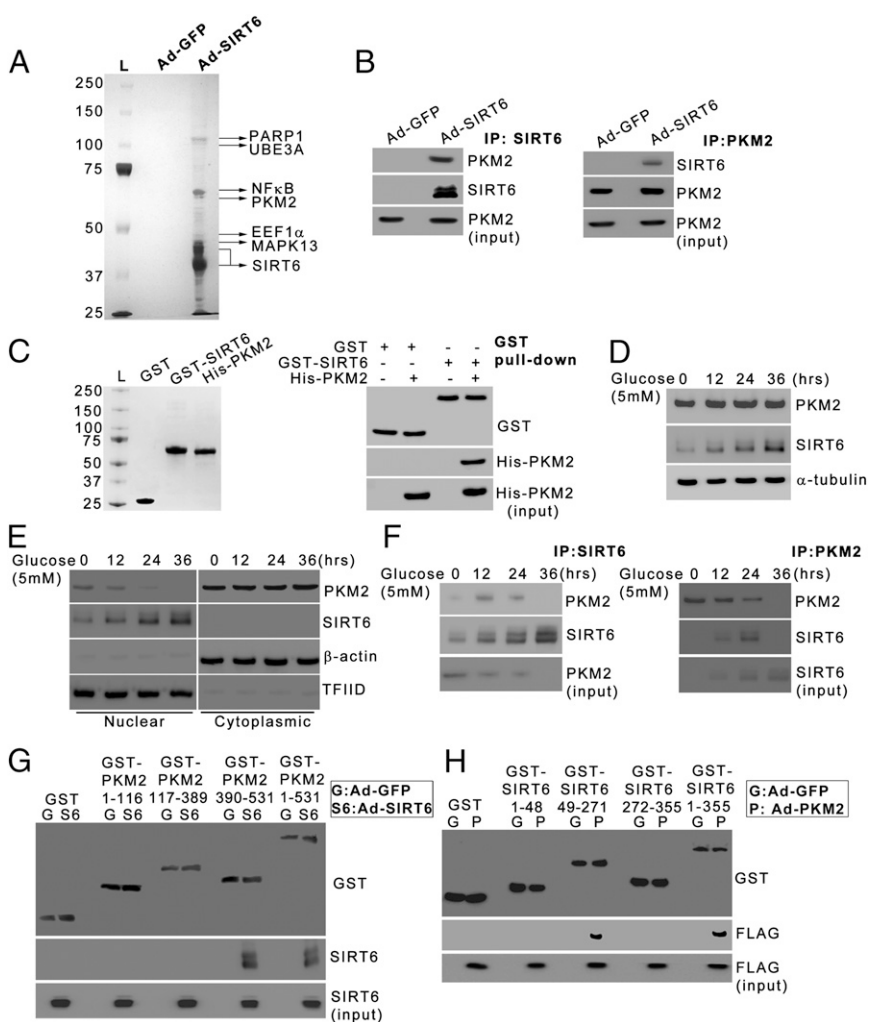 A
L
Ad-GFP
Ad-SIRT6
250
150
100
75
50
37
25
PARP1
UBE3A
NFκB
PKM2
EEF1α
MAPK13
SIRT6
B
Ad-GFP
Ad-SIRT6
IP: SIRT6
PKM2
SIRT6
PKM2
(input)
Ad-GFP
Ad-SIRT6
IP:PKM2
SIRT6
PKM2
PKM2
(input)
C
L
GST
GST-SIRT6
His-PKM2
250
150
100
75
50
37
25
GST + + - -
GST-SIRT6 - - + +
His-PKM2 - + - +
GST
pull-down
GST
His-PKM2
His-PKM2
(input)
D
Glucose 0 12 24 36 (hrs)
(5mM)
PKM2
SIRT6
α-tubulin
E
Glucose 0 12 24 36 0 12 24 36(hrs)
(5mM)
PKM2
SIRT6
β-actin
TFIID
Nuclear Cytoplasmic
F
IP:SIRT6
Glucose 0 12 24 36(hrs)
(5mM)
PKM2
SIRT6
PKM2
(input)
IP:PKM2
Glucose 0 12 24 36 (hrs)
(5mM)
PKM2
SIRT6
SIRT6
(input)
G
GST
GST-PKM2 1-116
GST-PKM2 117-389
GST-PKM2 390-531
GST-PKM2 1-531
G S6 G S6 G S6 G S6 G S6
G:Ad-GFP
S6:Ad-SIRT6
GST
SIRT6
SIRT6
(input)
H
GST
GST-SIRT6 1-48
GST-SIRT6 49-271
GST-SIRT6 272-355
GST-SIRT6 1-355
G P G P G P G P G P
G:Ad-GFP
P: Ad-PKM2
GST
FLAG
FLAG
(input)